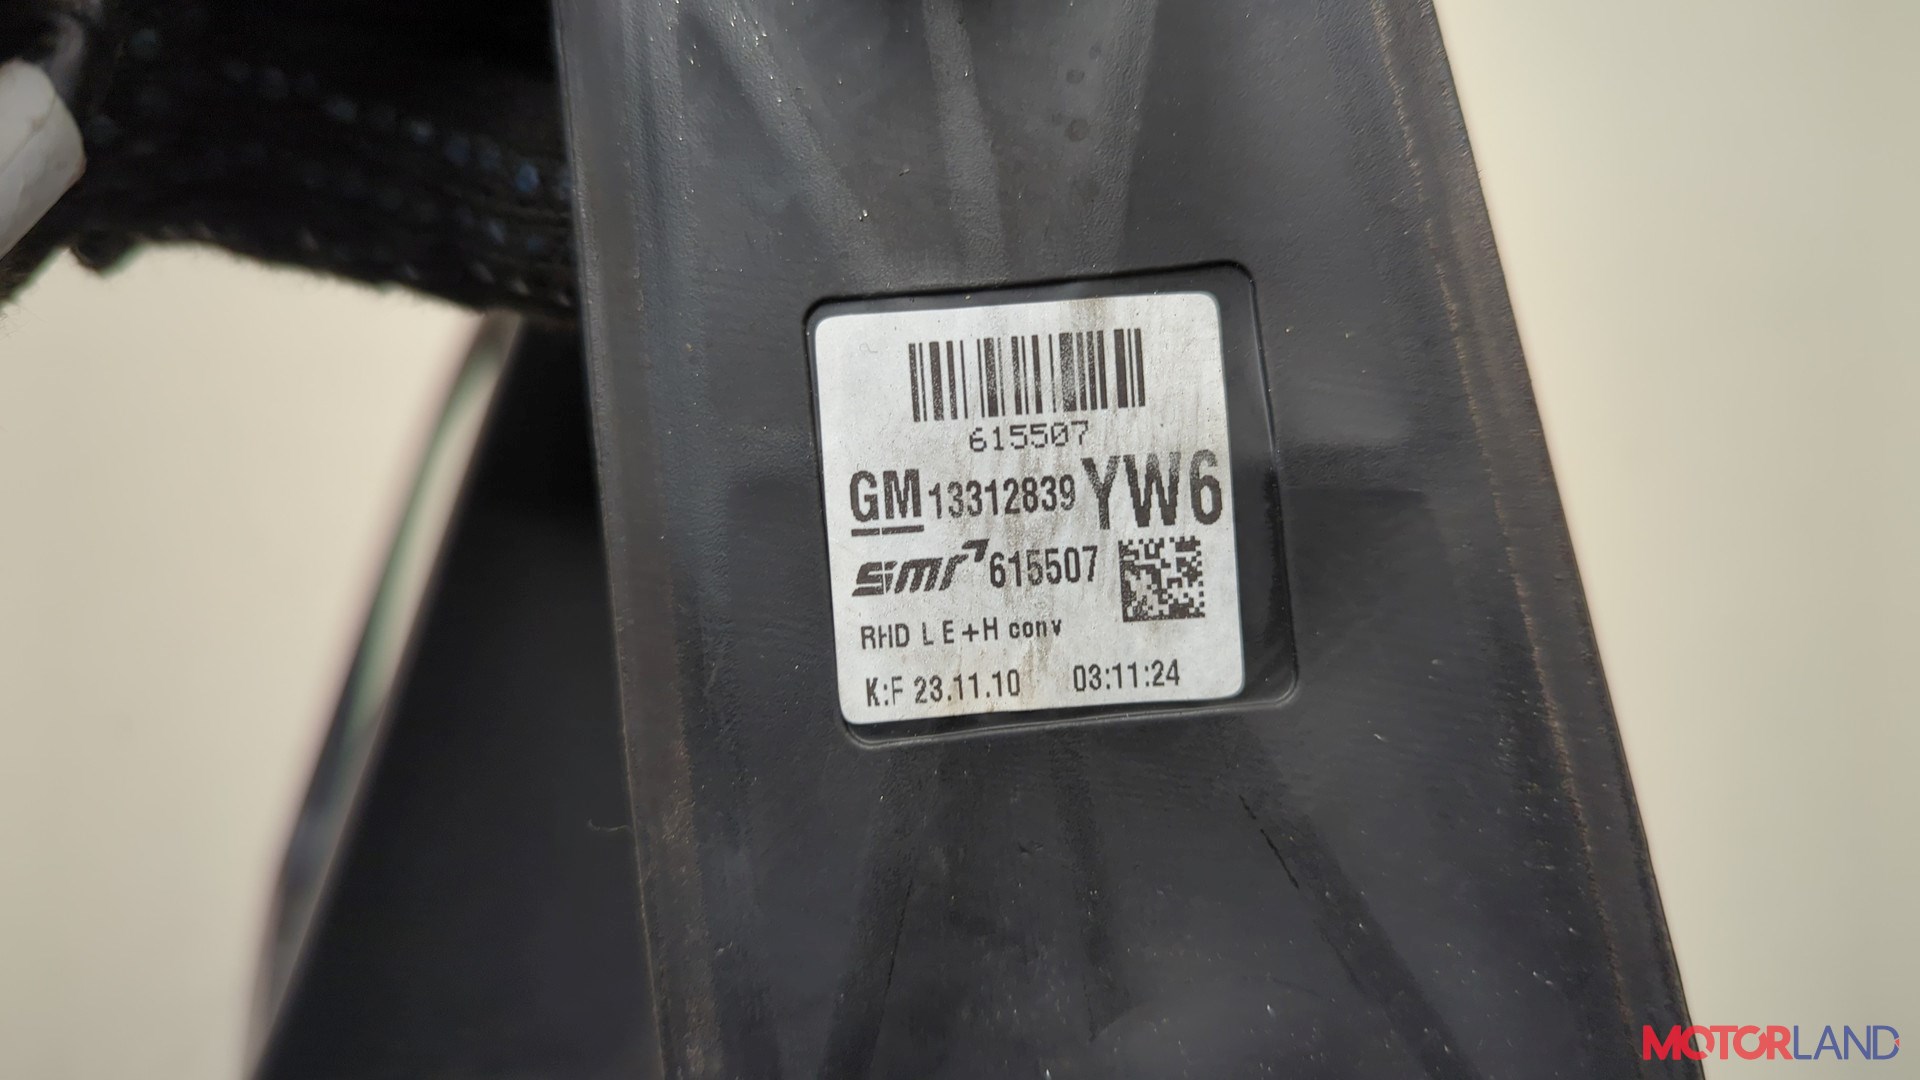 615507
GM 13312839 YW6
smr 615507
RHD L E+H conv
K:F 23.11.10 03:11:24
MOTORLAND